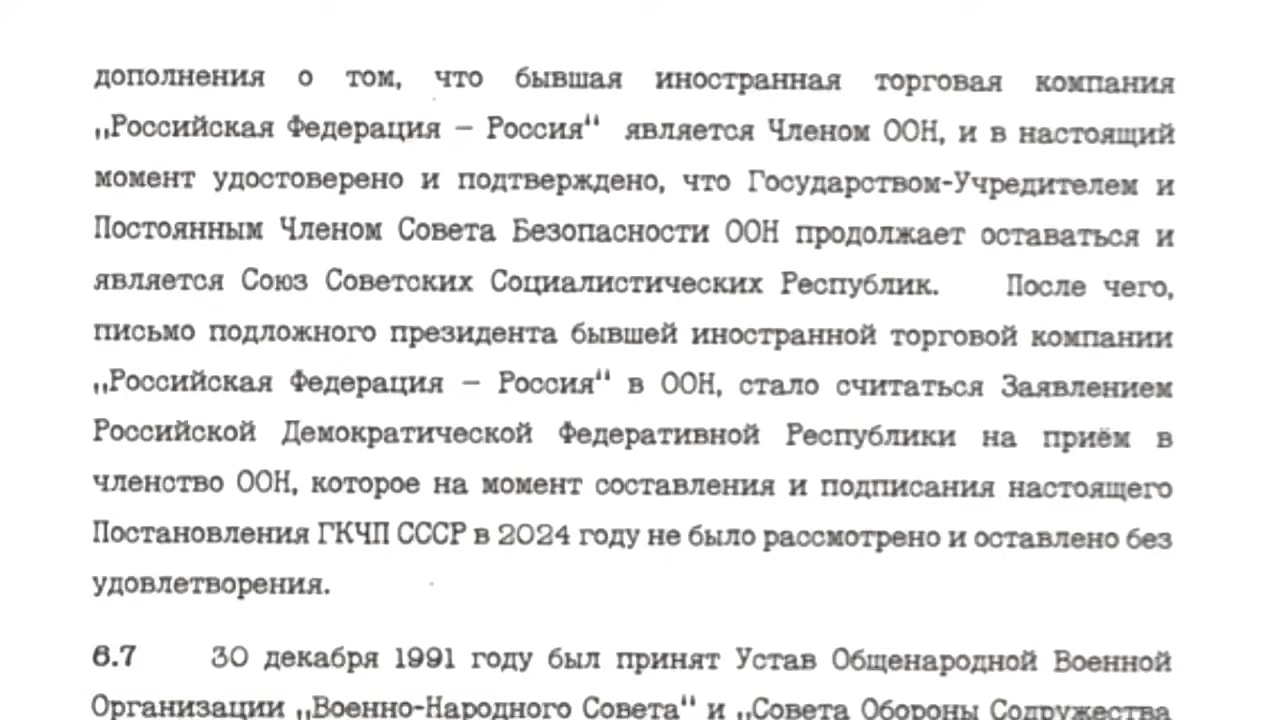 дополнения о том, что бывшая иностранная торговая компания
„Российская Федерация – Россия“ является Членом ООН, и в настоящий
момент удостоверено и подтверждено, что Государством-Учредителем и
Постоянным Членом Совета Безопасности ООН продолжает оставаться и
является Союз Советских Социалистических Республик. После чего,
письмо подложного президента бывшей иностранной торговой компании
„Российская Федерация – Россия“ в ООН, стало считаться Заявлением
Российской Демократической Федеративной Республики на приём в
членство ООН, которое на момент составления и подписания настоящего
Постановления ГКЧП СССР в 2024 году не было рассмотрено и оставлено без
удовлетворения.
6.7 30 декабря 1991 году был принят Устав Общенародной Военной
Организации „Военно-Народного Совета“ и „Совета Обороны Содружества